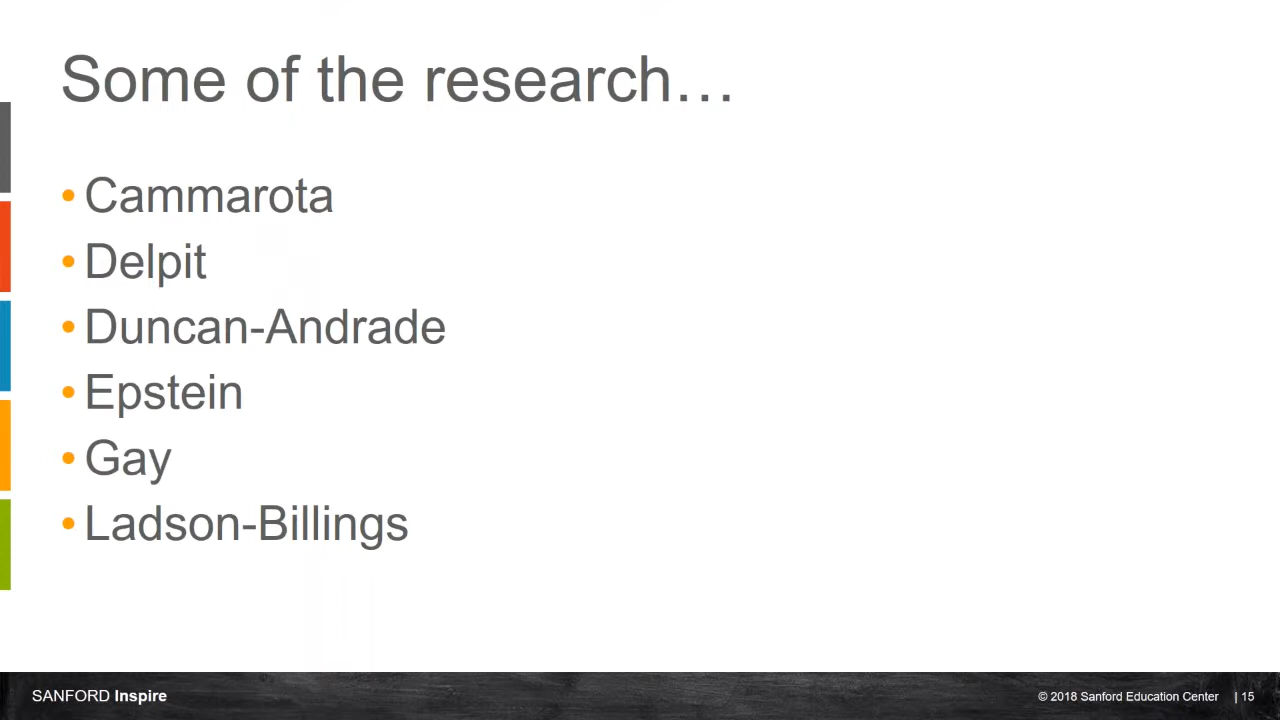 Some of the research…
• Cammarota
• Delpit
• Duncan-Andrade
• Epstein
• Gay
• Ladson-Billings
SANFORD Inspire
© 2018 Sanford Education Center | 15